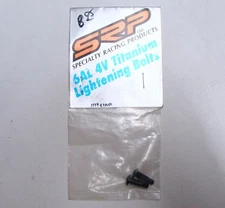 SRP
SPECIALTY RACING PRODUCTS
6AL 4V Titanium
Lightening Bolts